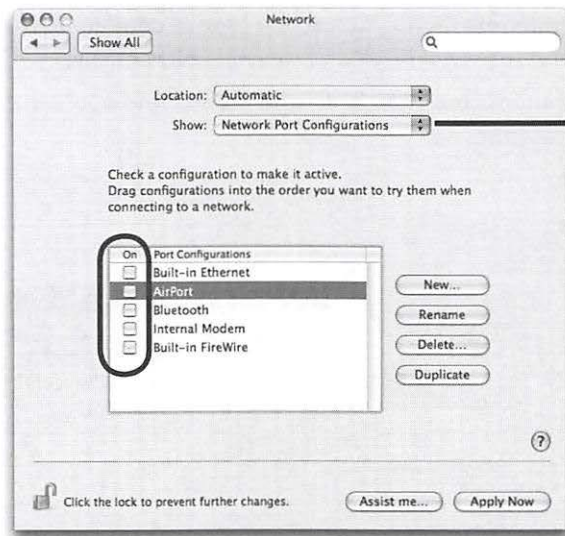 Network
Show All
Location: Automatic
Show: Network Port Configurations
Check a configuration to make it active.
Drag configurations into the order you want to try them when
connecting to a network.
On Port Configurations
Built-in Ethernet
AirPort
Bluetooth
Internal Modem
Built-in FireWire
New...
Rename
Delete...
Duplicate
?
Click the lock to prevent further changes.
Assist me... Apply Now